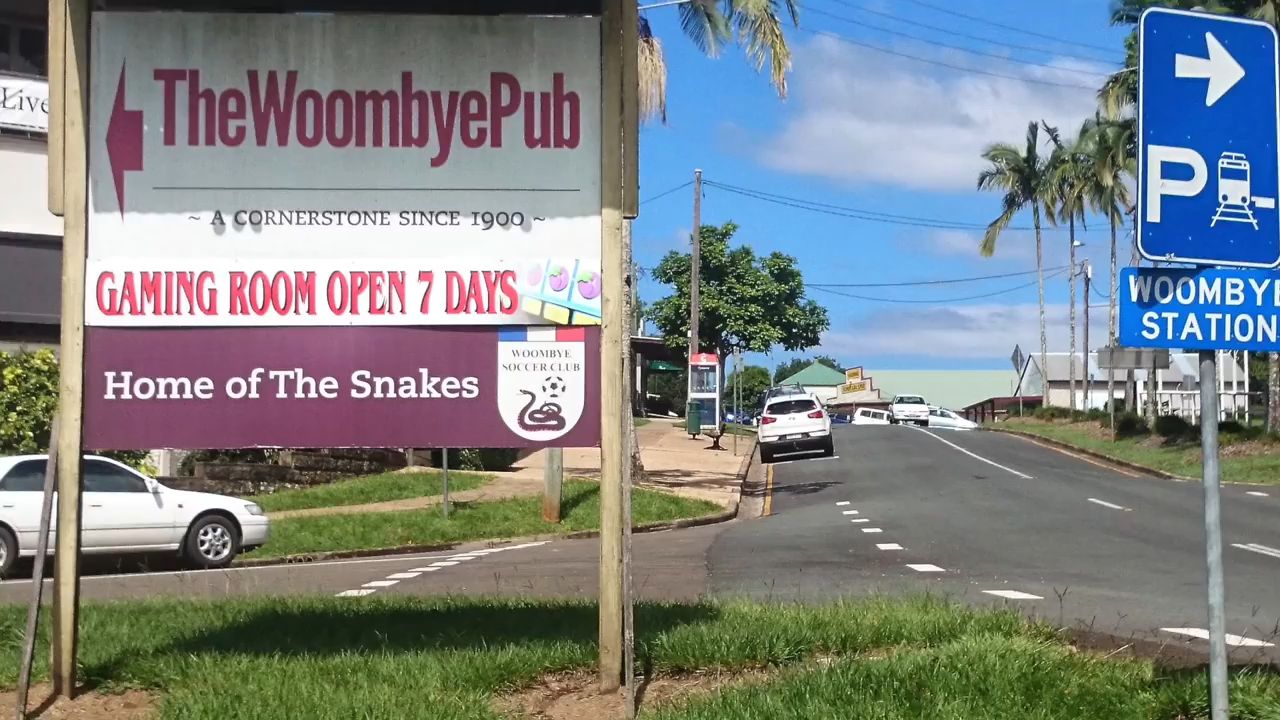 Live
TheWoombyePub
~ A CORNERSTONE SINCE 1900 ~
GAMING ROOM OPEN 7 DAYS
Home of The Snakes
WOOMBYE
SOCCER CLUB
P
WOOMBYE
STATION